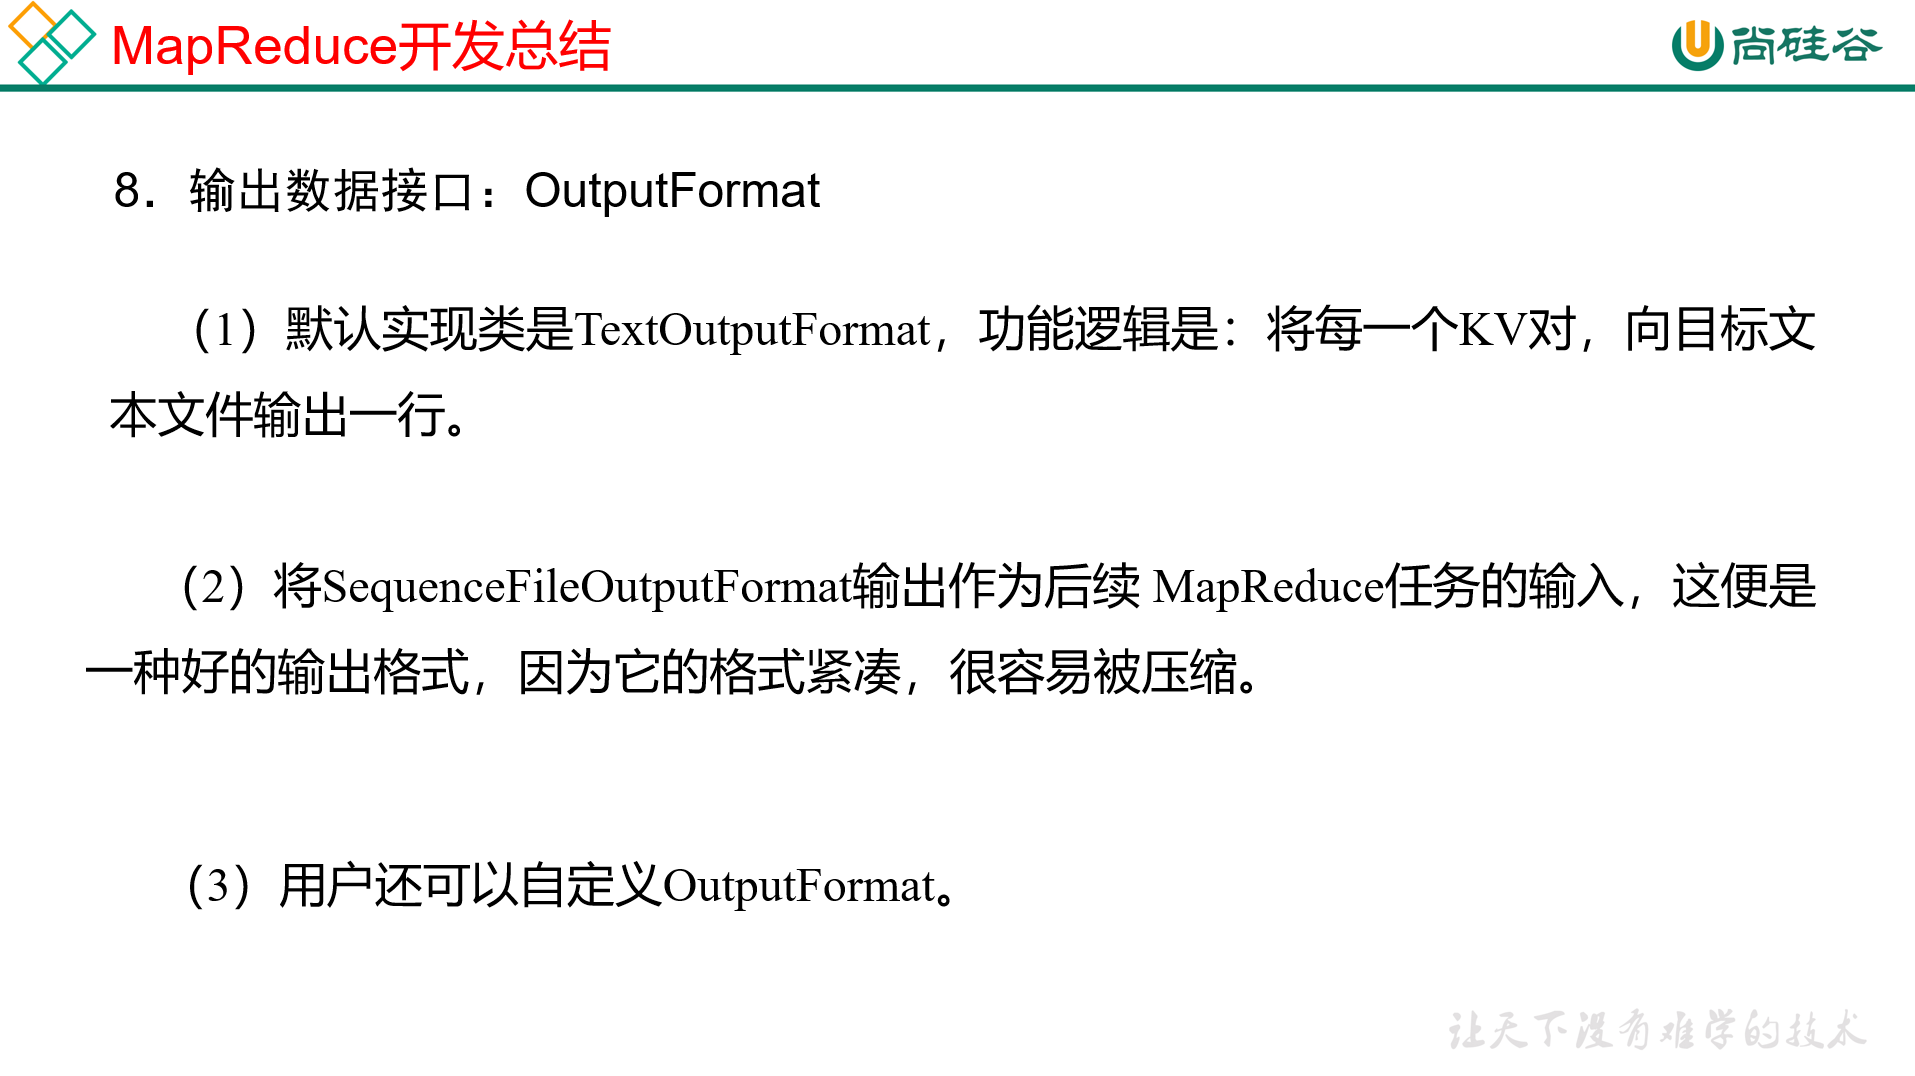 MapReduce开发总结
尚硅谷
8．输出数据接口：OutputFormat
（1）默认实现类是TextOutputFormat，功能逻辑是：将每一个KV对，向目标文
本文件输出一行。
（2）将SequenceFileOutputFormat输出作为后续 MapReduce任务的输入，这便是
一种好的输出格式，因为它的格式紧凑，很容易被压缩。
（3）用户还可以自定义OutputFormat。
让天下没有难学的技术